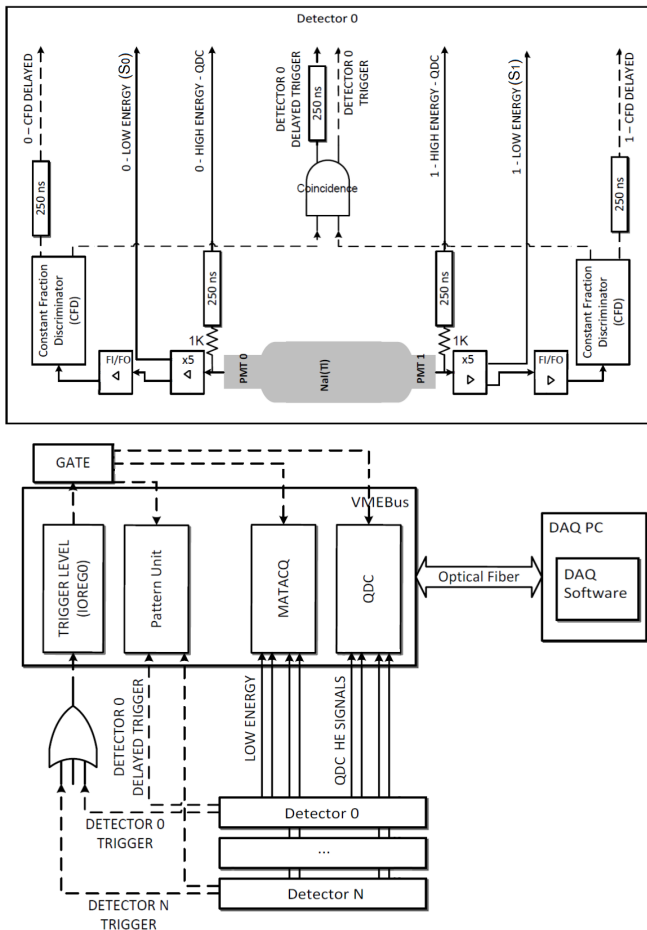 Detector 0
0 – CFD DELAYED
0 - LOW ENERGY (S0)
0 - HIGH ENERGY - QDC
DETECTOR 0
DELAYED TRIGGER
DETECTOR 0
TRIGGER
1 - HIGH ENERGY - QDC
1 - LOW ENERGY (S1)
1 – CFD DELAYED
250 ns
250 ns
250 ns
Coincidence
Constant Fraction
Discriminator
(CFD)
250 ns
250 ns
Constant Fraction
Discriminator
(CFD)
1K
1K
FI/FO
x5
PMT 0
NaI(Tl)
PMT 1
x5
FI/FO
GATE
VMEBus
TRIGGER LEVEL
(IOREG0)
Pattern Unit
MATACQ
QDC
Optical Fiber
DAQ PC
DAQ
Software
DETECTOR 0
DELAYED TRIGGER
LOW ENERGY
QDC HE SIGNALS
Detector 0
DETECTOR 0
TRIGGER
...
Detector N
DETECTOR N
TRIGGER